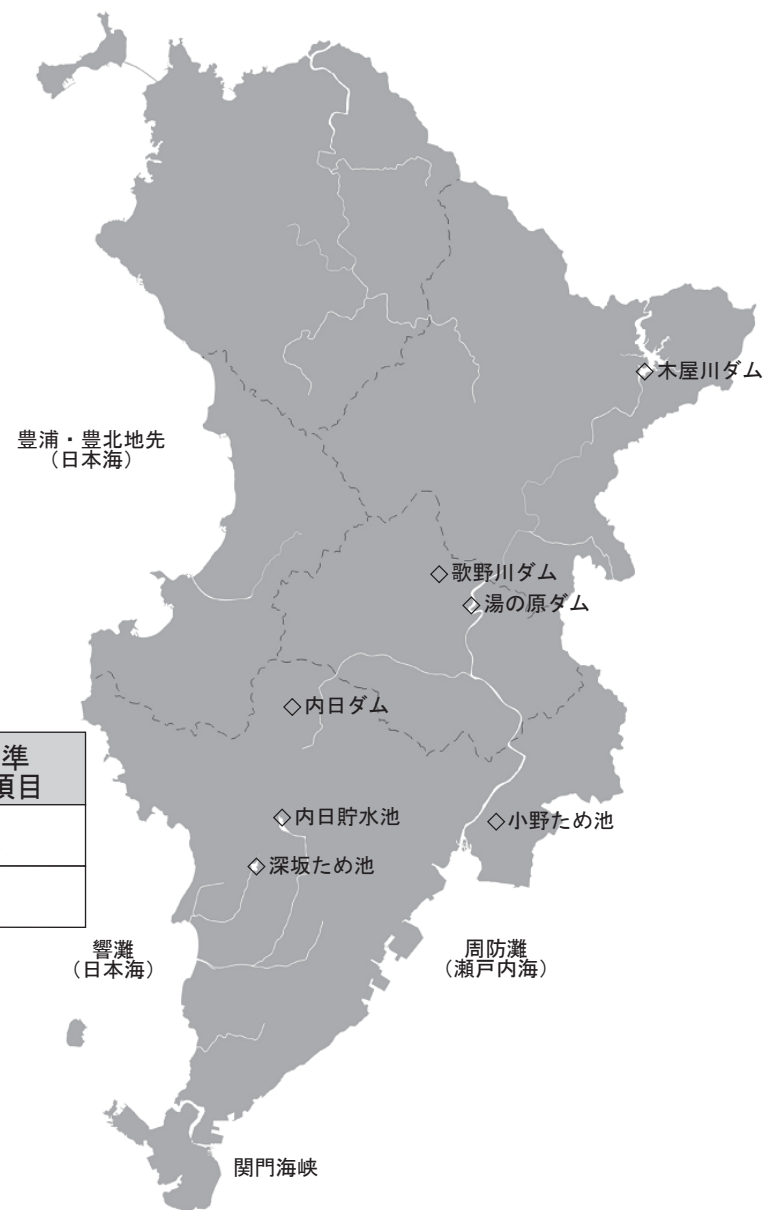 木屋川ダム
豊浦・豊北地先
（日本海）
歌野川ダム
湯の原ダム
内日ダム
準
項目
内日貯水池
小野ため池
深坂ため池
響灘
（日本海）
周防灘
（瀬戸内海）
関門海峡